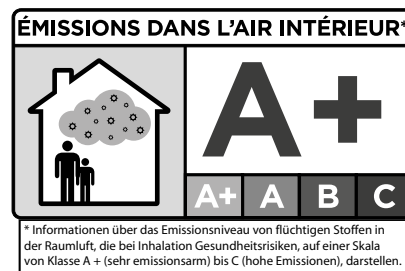 ÉMISSIONS DANS L'AIR INTÉRIEUR*
A+
A+ A B C
* Informationen über das Emissionsniveau von flüchtigen Stoffen in
der Raumluft, die bei Inhalation Gesundheitsrisiken, auf einer Skala
von Klasse A + (sehr emissionsarm) bis C (hohe Emissionen), darstellen.